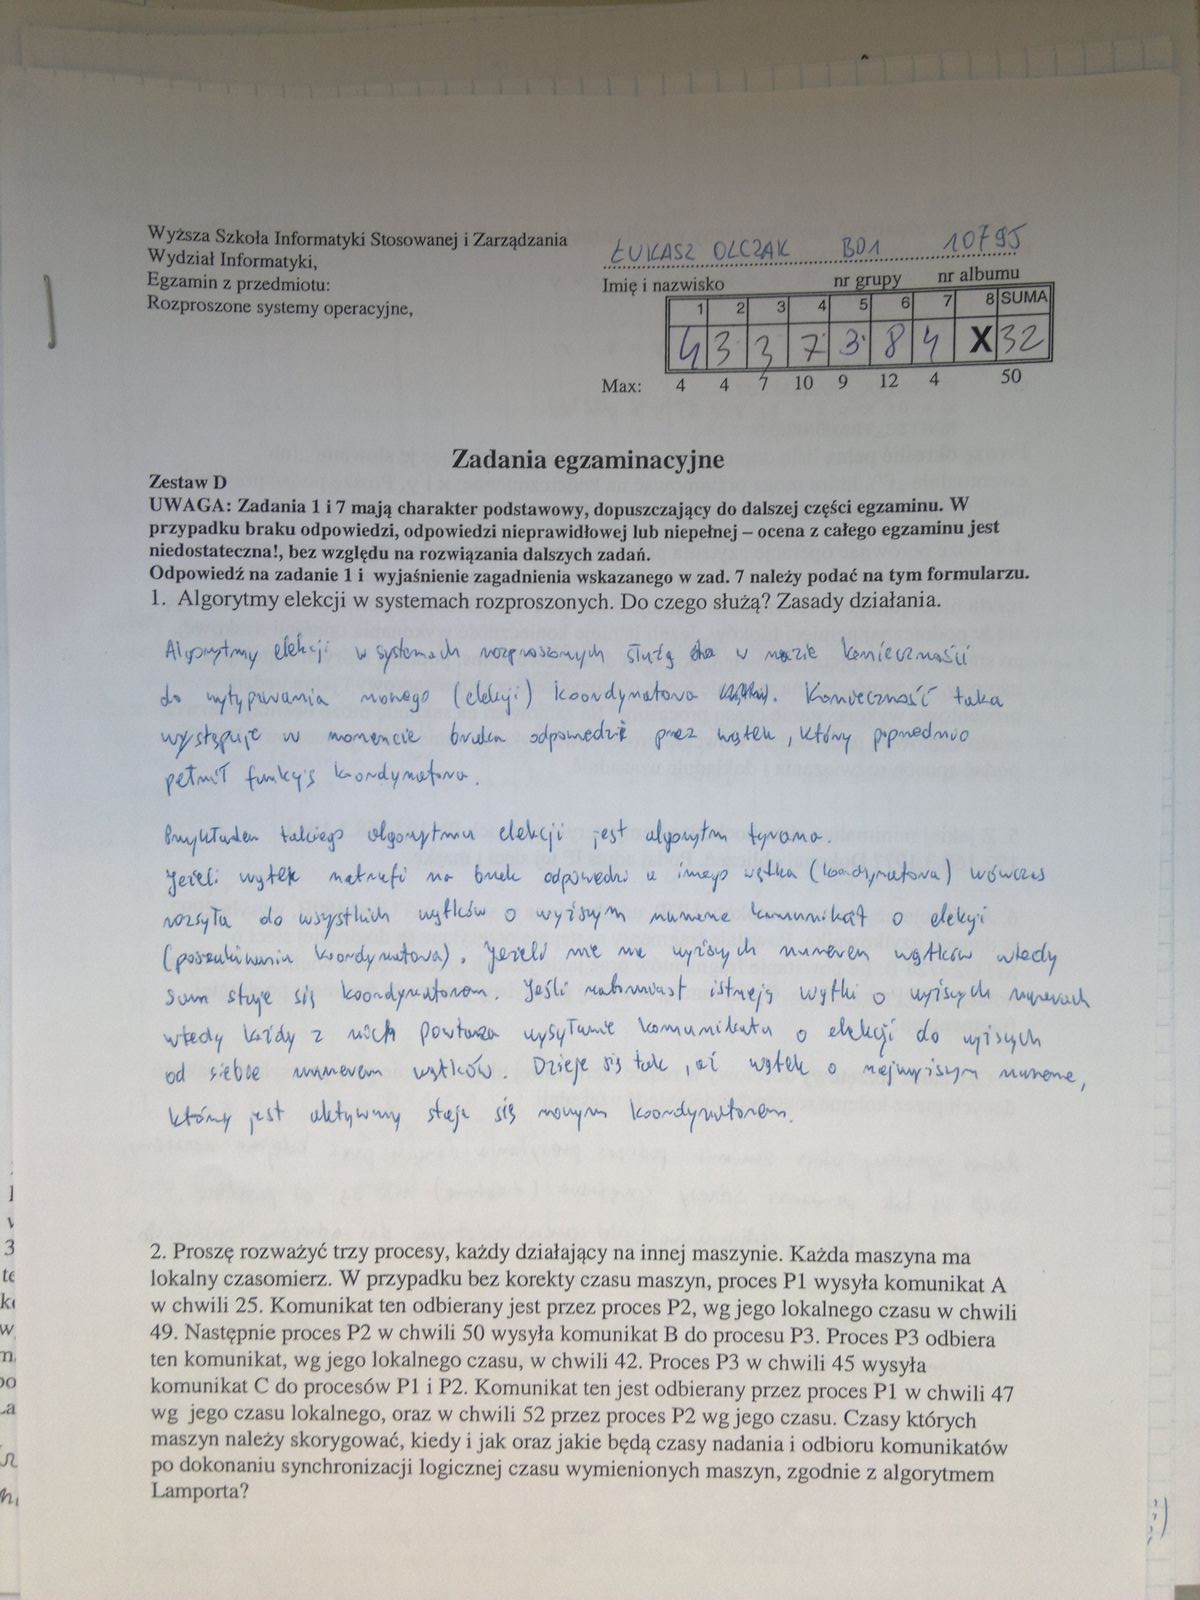 Wyższa Szkoła Informatyki Stosowanej i Zarządzania
Wydział Informatyki,
Egzamin z przedmiotu:
Rozproszone systemy operacyjne,
ŁUKASZ OLCZAK BD1 10795
Imię i nazwisko nr grupy nr albumu
1 2 3 4 5 6 7 8 SUMA
4 3 3 7 3 8 4 X 32
Max: 4 4 7 10 9 12 4 50
Zadania egzaminacyjne
Zestaw D
UWAGA: Zadania 1 i 7 mają charakter podstawowy, dopuszczający do dalszej części egzaminu. W
przypadku braku odpowiedzi, odpowiedzi nieprawidłowej lub niepełnej – ocena z całego egzaminu jest
niedostateczna!, bez względu na rozwiązania dalszych zadań.
Odpowiedź na zadanie 1 i wyjaśnienie zagadnienia wskazanego w zad. 7 należy podać na tym formularzu.
1. Algorytmy elekcji w systemach rozproszonych. Do czego służą? Zasady działania.
Algorytmy elekcji w systemach rozproszonych służą w razie konieczności
do wytypowania nowego (elekcji) koordynatora. Konieczność taka
występuje w momencie braku odpowiedzi przez wątek, który poprzednio
pełnił funkcję koordynatora.
Przykładem takiego algorytmu elekcji jest algorytm tyrana.
Jeżeli wątek natrafi na brak odpowiedzi u innego wątku (koordynatora) wówczas
rozsyła do wszystkich wątków o wyższym numerze komunikat o elekcji
(poszukiwaniu koordynatora). Jeżeli nie ma wyższych numerem wątków wtedy
sam staje się koordynatorem. Jeśli natomiast istnieją wątki o wyższych numerach
wtedy każdy z nich powtarza wysyłanie komunikatu o elekcji do wyższych
od siebie numerem wątków. Dzieje się tak, aż wątek o najwyższym numerze,
który jest aktywny staje się nowym koordynatorem.
2. Proszę rozważyć trzy procesy, każdy działający na innej maszynie. Każda maszyna ma
lokalny czasomierz. W przypadku bez korekty czasu maszyn, proces P1 wysyła komunikat A
w chwili 25. Komunikat ten odbierany jest przez proces P2, wg jego lokalnego czasu w chwili
49. Następnie proces P2 w chwili 50 wysyła komunikat B do procesu P3. Proces P3 odbiera
ten komunikat, wg jego lokalnego czasu, w chwili 42. Proces P3 w chwili 45 wysyła
komunikat C do procesów P1 i P2. Komunikat ten jest odbierany przez proces P1 w chwili 47
wg jego czasu lokalnego, oraz w chwili 52 przez proces P2 wg jego czasu. Czasy których
maszyn należy skorygować, kiedy i jak oraz jakie będą czasy nadania i odbioru komunikatów
po dokonaniu synchronizacji logicznej czasu wymienionych maszyn, zgodnie z algorytmem
Lamporta?